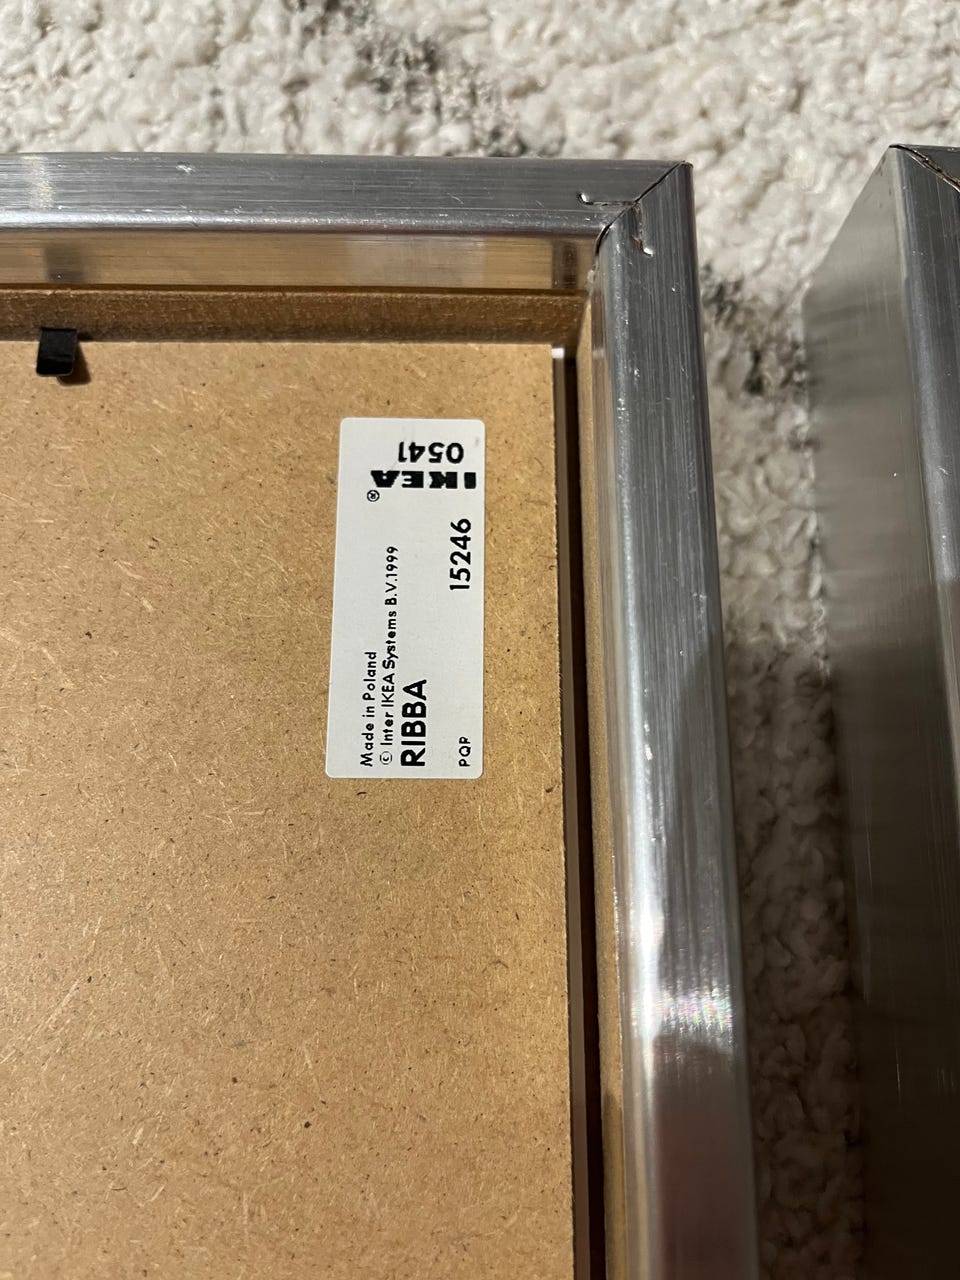 Made in Poland
© Inter IKEA Systems B.V.1999
RIBBA
15246
PQP
IKEA®
0541